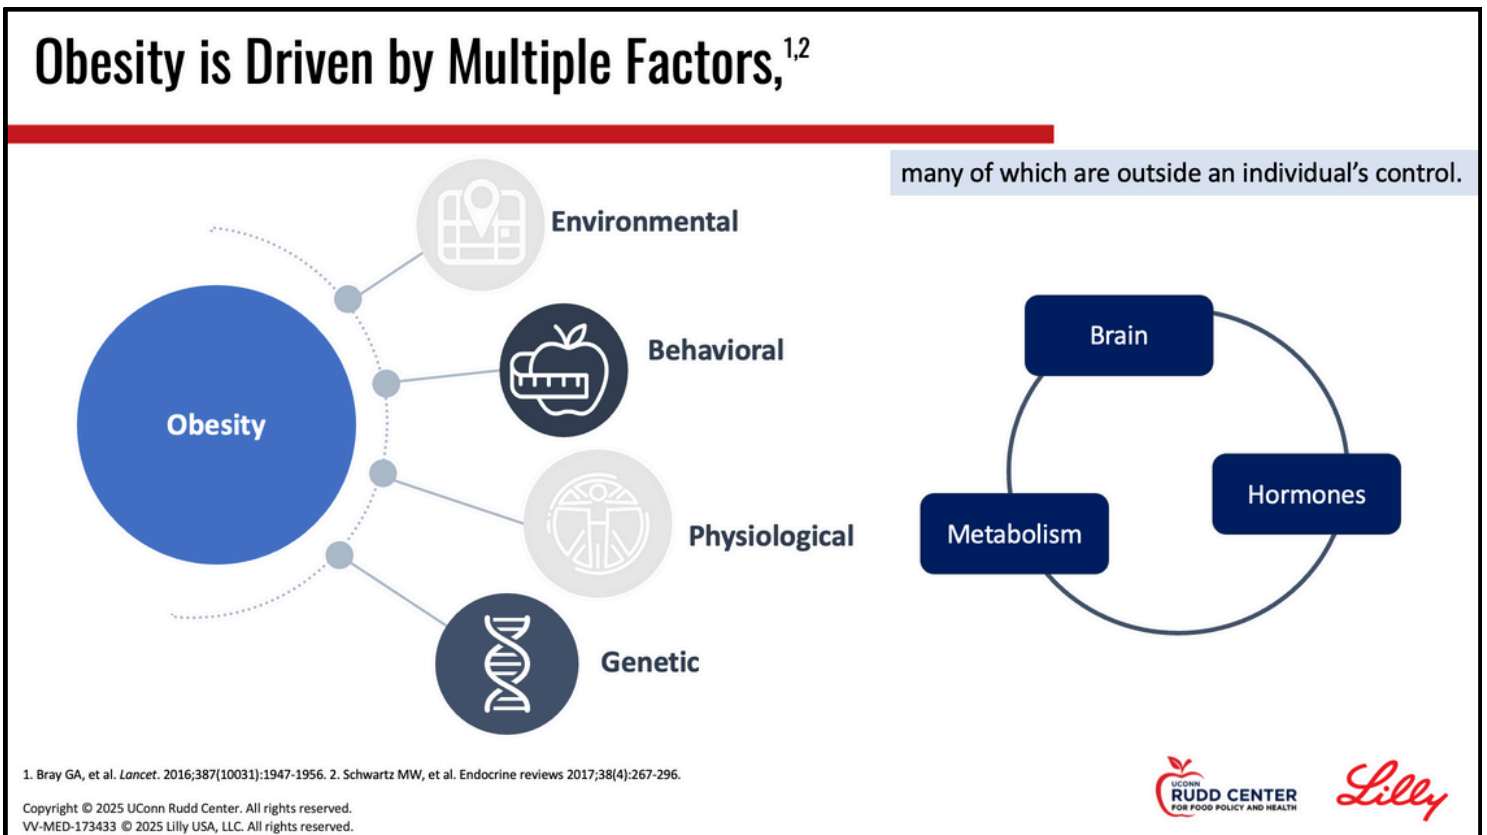 Obesity is Driven by Multiple Factors,1,2
many of which are outside an individual’s control.
Environmental
Behavioral
Obesity
Physiological
Genetic
Brain
Hormones
Metabolism
1. Bray GA, et al. Lancet. 2016;387(10031):1947-1956. 2. Schwartz MW, et al. Endocrine reviews 2017;38(4):267-296.
Copyright © 2025 UConn Rudd Center. All rights reserved.
VV-MED-173433 © 2025 Lilly USA, LLC. All rights reserved.
UCONN
RUDD CENTER
FOR FOOD POLICY AND HEALTH
Lilly